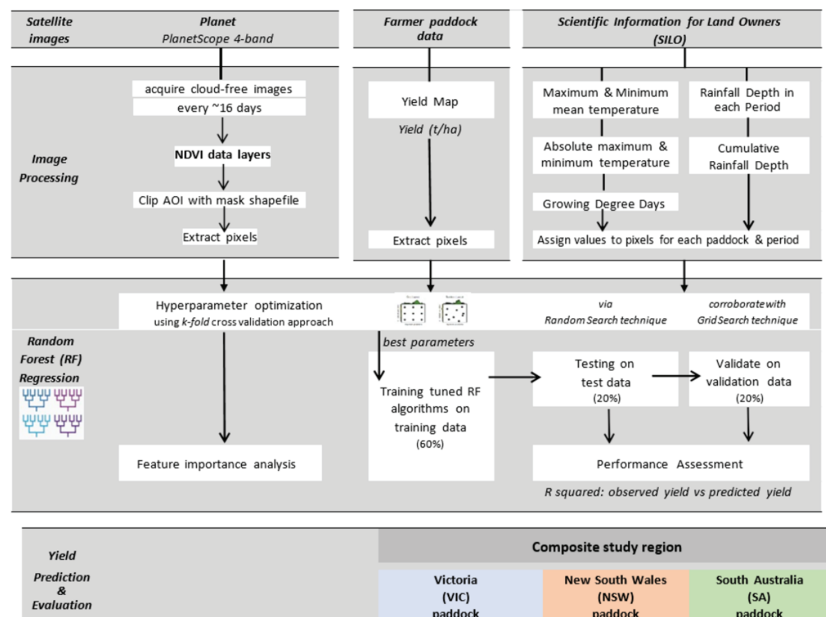 Satellite
images
Planet
PlanetScope 4-band
Farmer paddock
data
Scientific Information for Land Owners
(SILO)
Image
Processing
acquire cloud-free images
every ~16 days
NDVI data layers
Clip AOI with mask shapefile
Extract pixels
Yield Map
Yield (t/ha)
Extract pixels
Maximum & Minimum
mean temperature
Absolute maximum &
minimum temperature
Growing Degree Days
Rainfall Depth in
each Period
Cumulative
Rainfall Depth
Assign values to pixels for each paddock & period
Random
Forest (RF)
Regression
Hyperparameter optimization
using k-fold cross validation approach
via
Random Search technique
corroborate with
Grid Search technique
best parameters
Training tuned RF
algorithms on
training data
(60%)
Testing on
test data
(20%)
Validate on
validation data
(20%)
Feature importance analysis
Performance Assessment
R squared: observed yield vs predicted yield
Yield
Prediction
&
Evaluation
Composite study region
Victoria
(VIC)
paddock
New South Wales
(NSW)
paddock
South Australia
(SA)
paddock